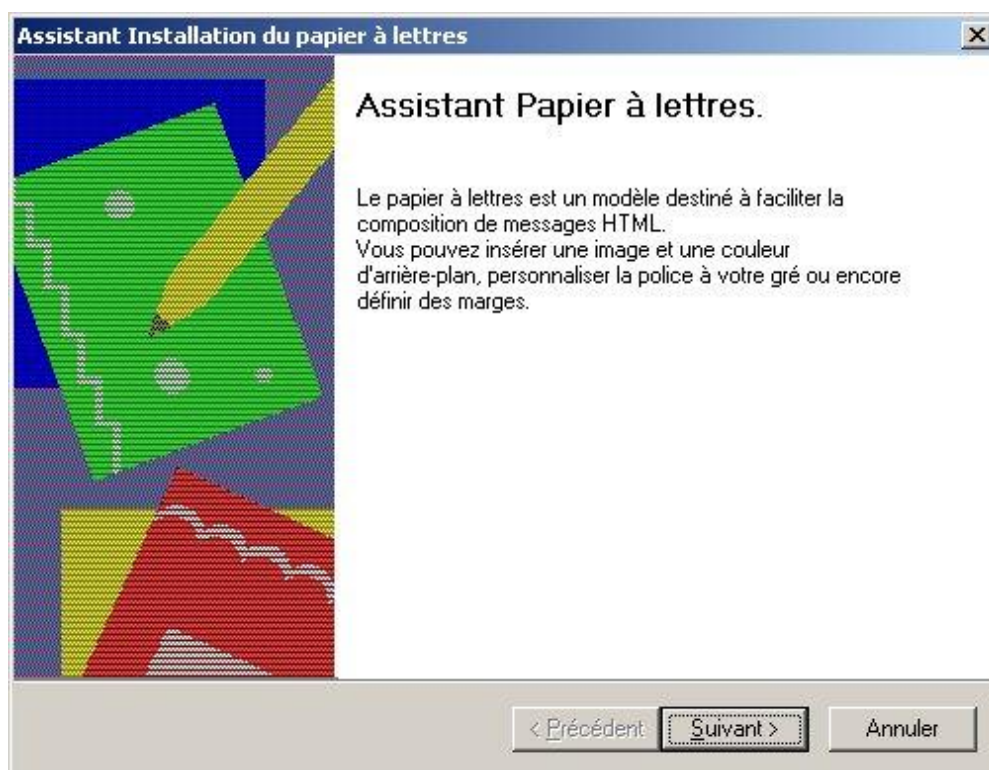 Assistant Installation du papier à lettres
Assistant Papier à lettres.
Le papier à lettres est un modèle destiné à faciliter la
composition de messages HTML.
Vous pouvez insérer une image et une couleur
d'arrière-plan, personnaliser la police à votre gré ou encore
définir des marges.
< Précédent Suivant > Annuler